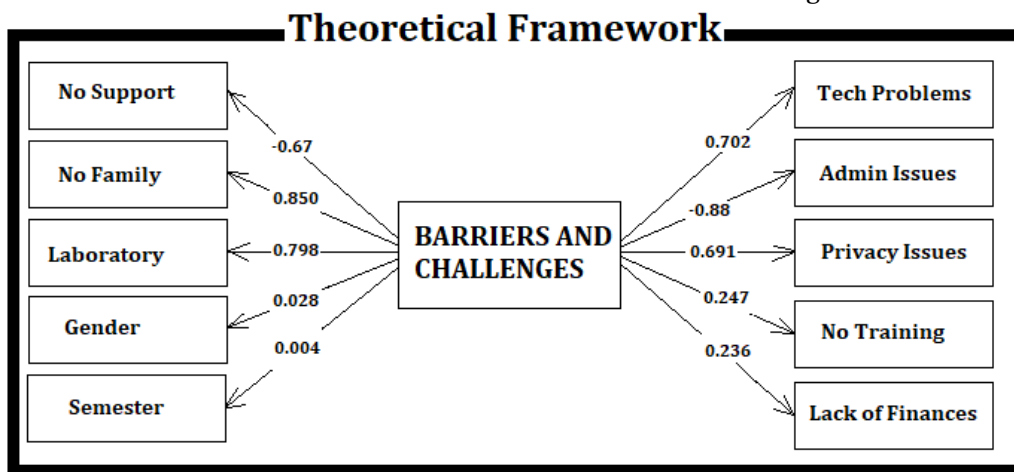 Theoretical Framework
No Support
No Family
Laboratory
Gender
Semester
-0.67
0.850
0.798
0.028
0.004
BARRIERS AND
CHALLENGES
0.702
-0.88
0.691
0.247
0.236
Tech Problems
Admin Issues
Privacy Issues
No Training
Lack of Finances